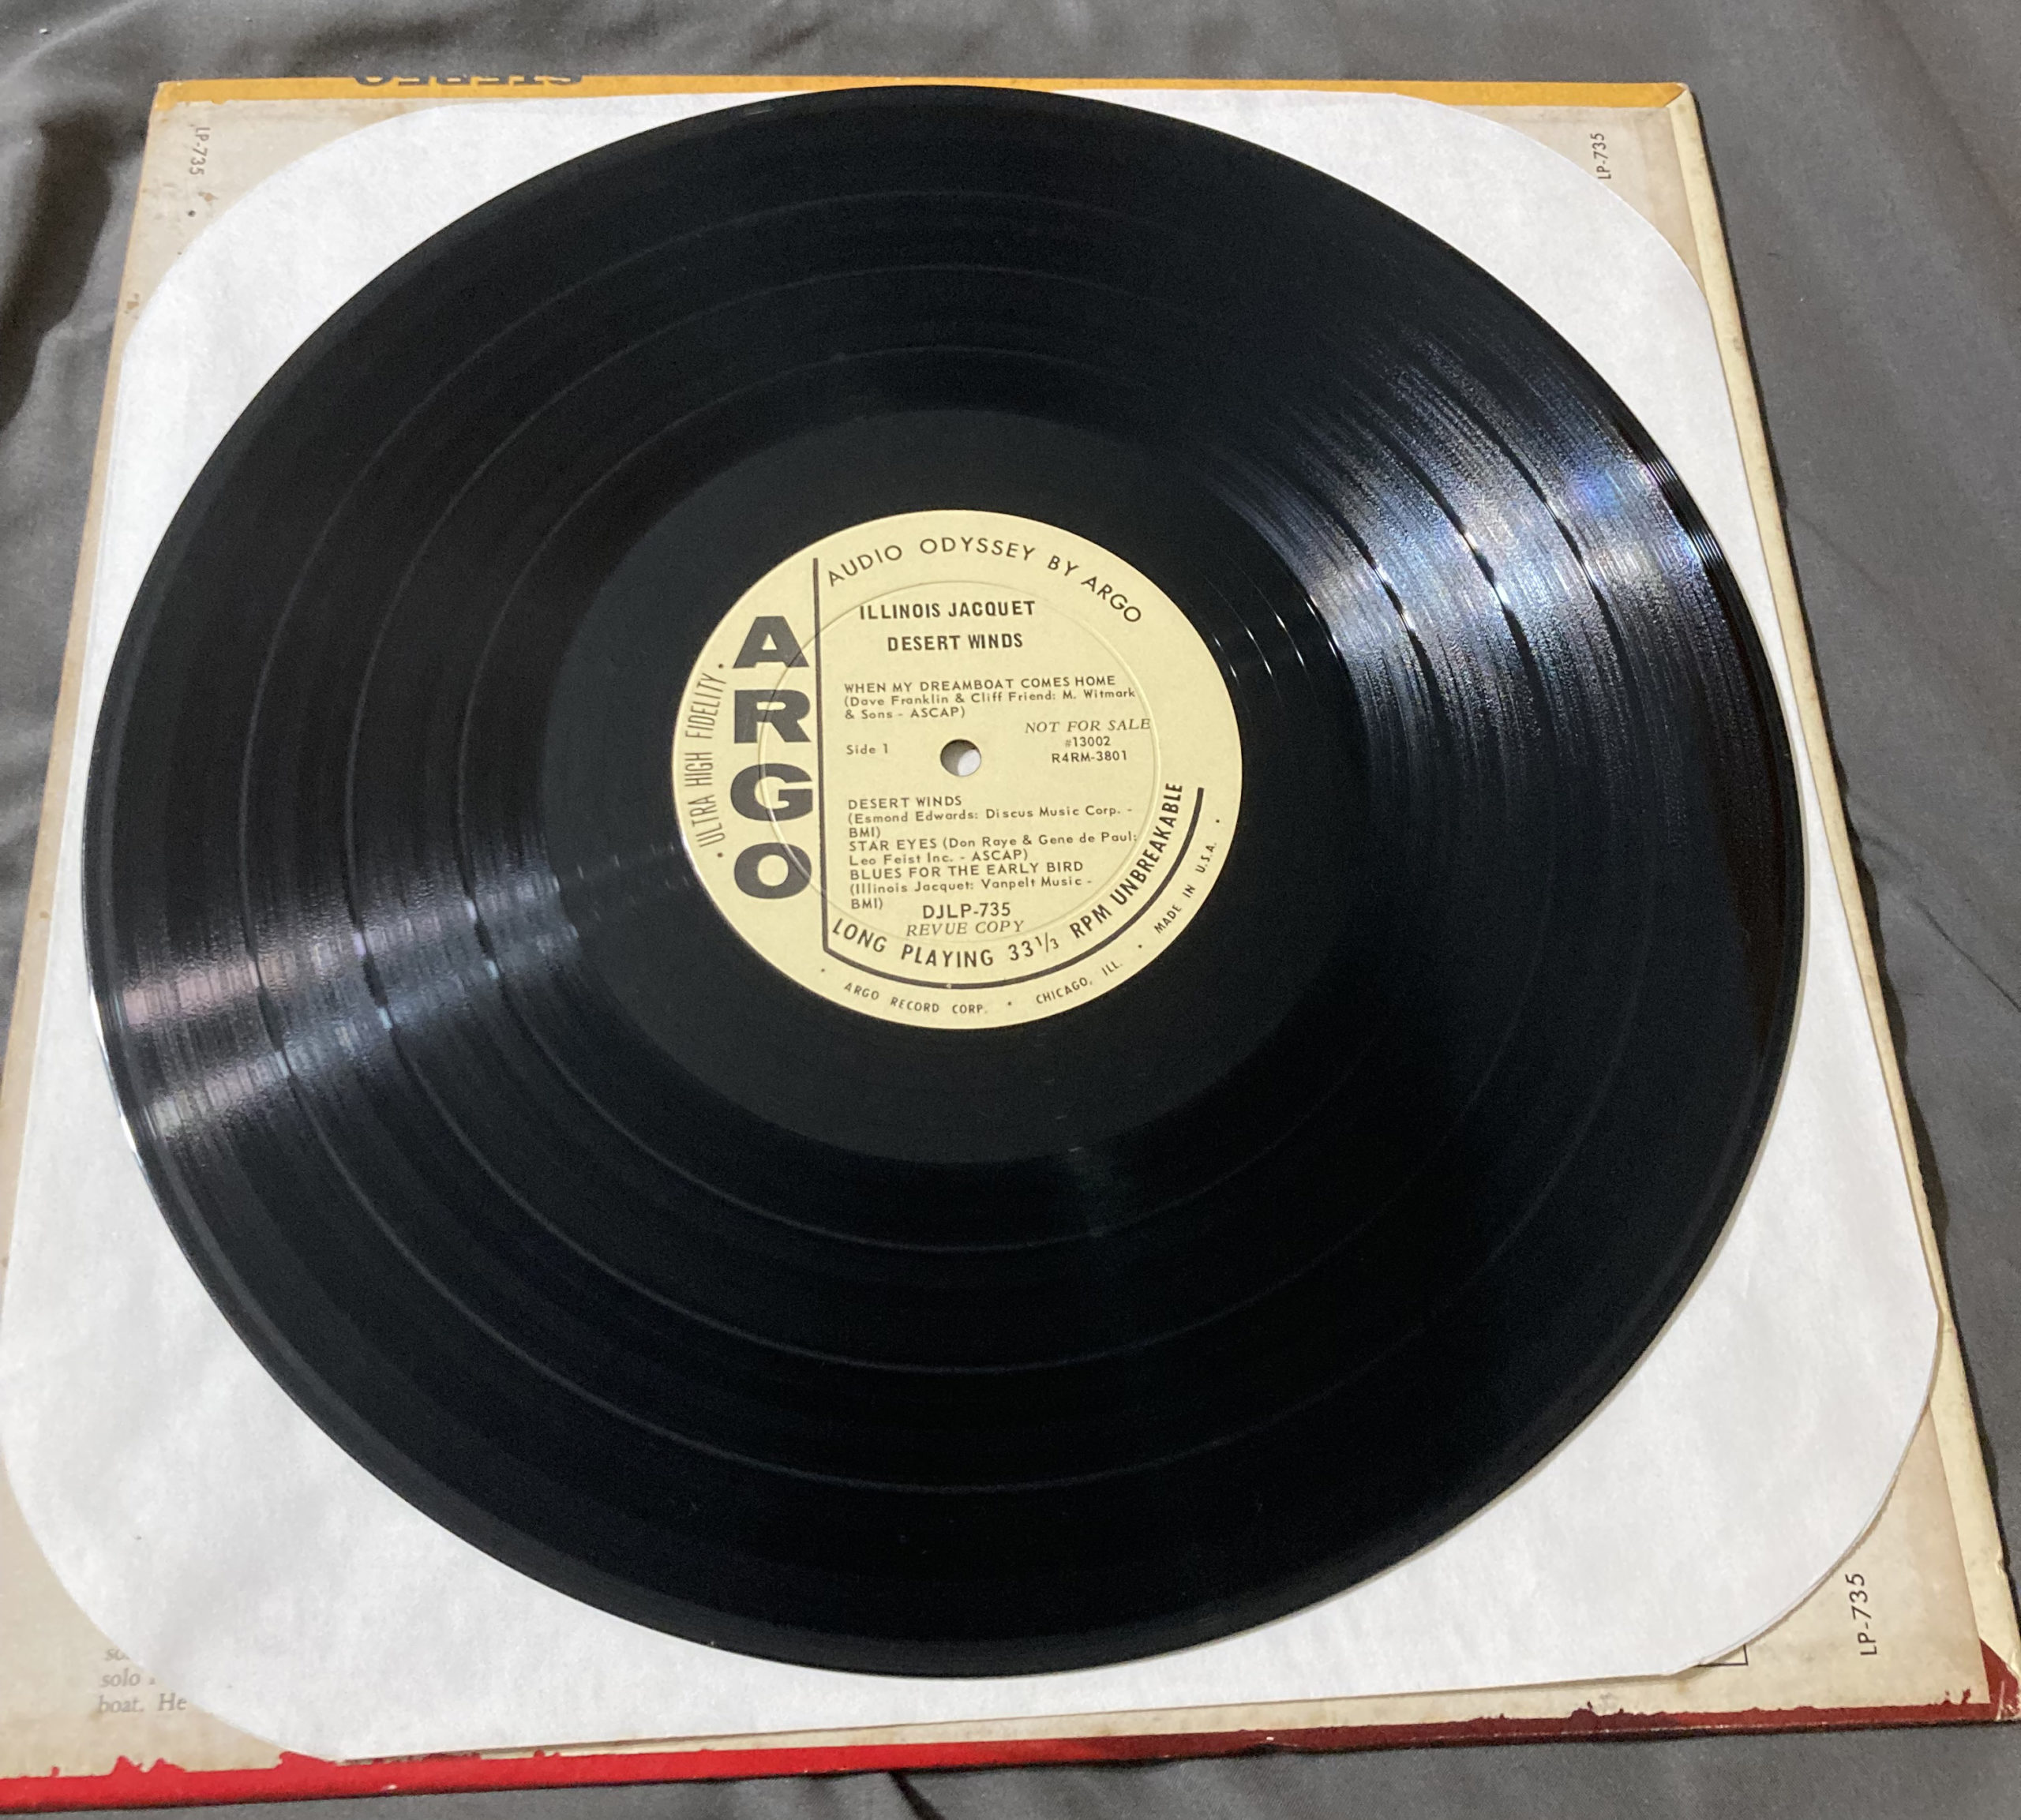 STEREO
LP-735
LP-735
AUDIO ODYSSEY BY ARGO
ARGO
· ULTRA HIGH FIDELITY ·
ILLINOIS JACQUET
DESERT WINDS
WHEN MY DREAMBOAT COMES HOME
(Dave Franklin & Cliff Friend: M. Witmark
& Sons - ASCAP)
NOT FOR SALE
Side 1
#13002
R4RM-3801
DESERT WINDS
(Esmond Edwards: Discus Music Corp. -
BMI)
STAR EYES (Don Raye & Gene de Paul:
Leo Feist Inc. - ASCAP)
BLUES FOR THE EARLY BIRD
(Illinois Jacquet: Vanpelt Music -
BMI)
DJLP-735
REVUE COPY
LONG PLAYING 33 1/3 RPM UNBREAKABLE
· ARGO RECORD CORP. · CHICAGO, ILL. · MADE IN U.S.A. ·
LP-735
solo
boat. He